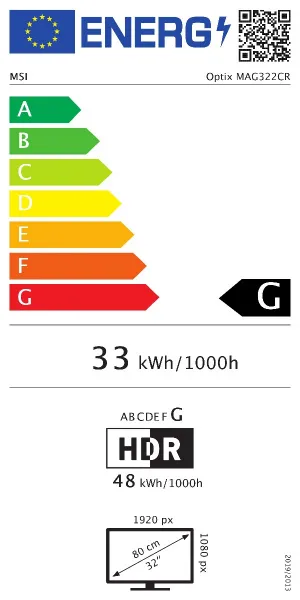 ENERG
MSI
Optix MAG322CR
A
B
C
D
E
F
G
G
33 kWh/1000h
ABCDEFG
HDR
48 kWh/1000h
1920 px
80 cm
32"
1080 px
2019/2013